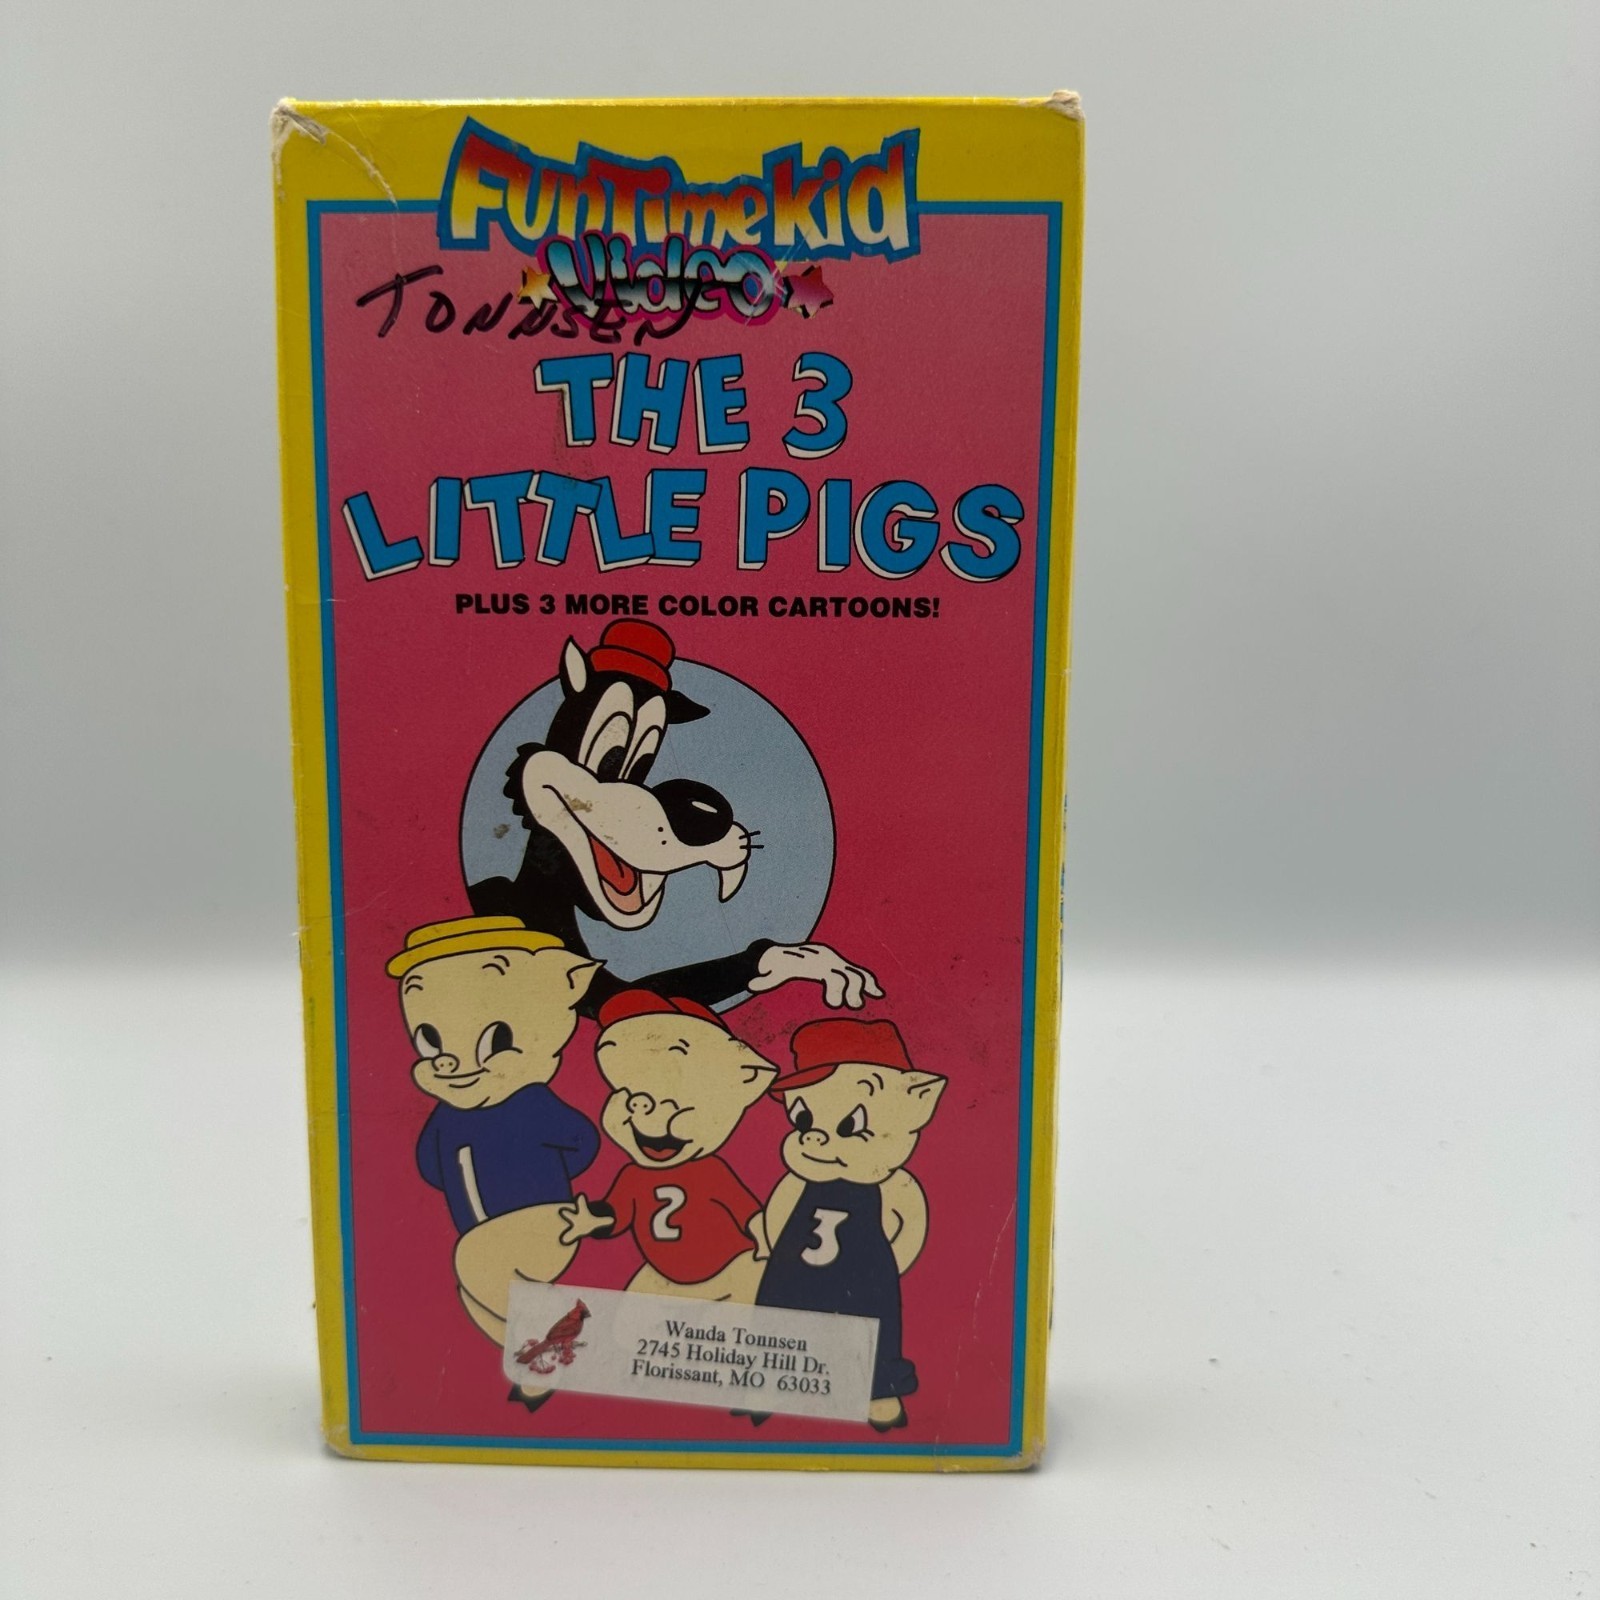 FunTimeKid
Video
TONNSEN
THE 3
LITTLE PIGS
PLUS 3 MORE COLOR CARTOONS!
1
2
3
Wanda Tonnsen
2745 Holiday Hill Dr.
Florissant, MO 63033